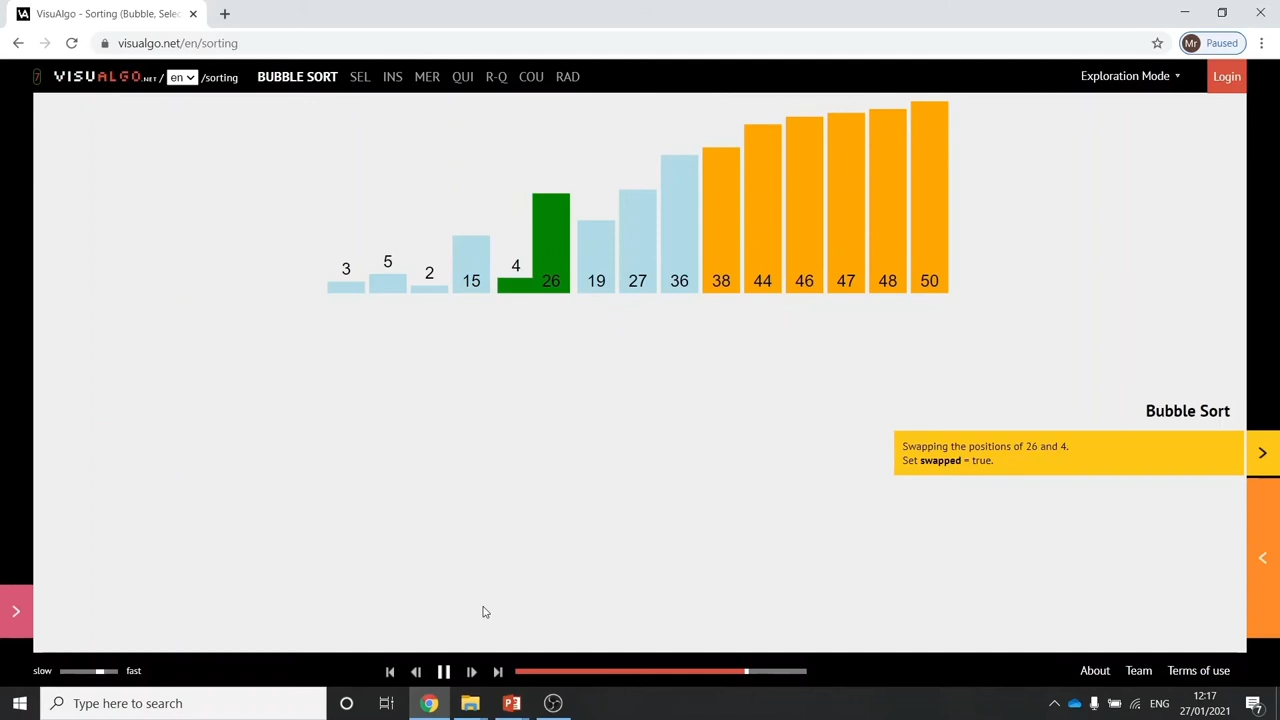 VisuAlgo - Sorting (Bubble, Selec
visualgo.net/en/sorting
Mr Paused
7 VISUALGO.NET / en /sorting BUBBLE SORT SEL INS MER QUI R-Q COU RAD Exploration Mode Login
3 5 2 15 4 26 19 27 36 38 44 46 47 48 50
Bubble Sort
Swapping the positions of 26 and 4.
Set swapped = true.
slow fast About Team Terms of use
Type here to search
ENG
12:17
27/01/2021
7